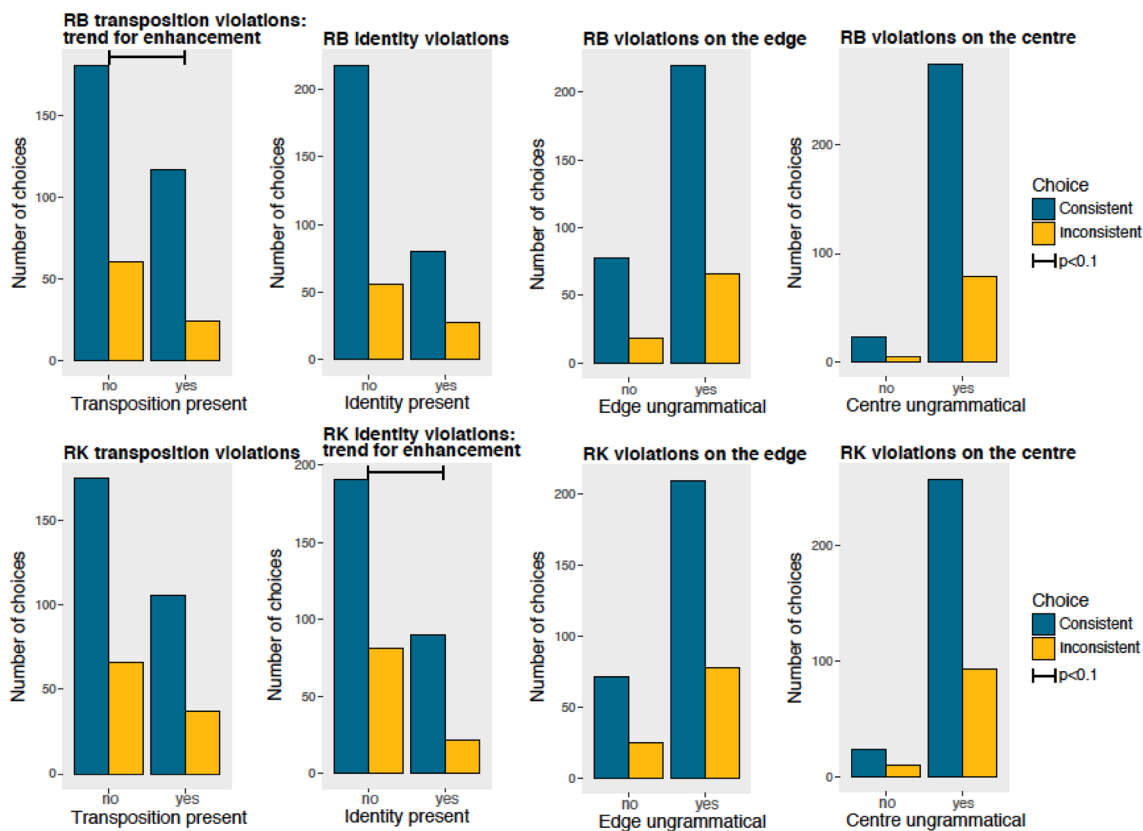 RB transposition violations:
trend for enhancement
150
100
50
0
Number of choices
no
yes
Transposition present
RB identity violations
200
150
100
50
0
Number of choices
no
yes
Identity present
RB violations on the edge
200
150
100
50
0
Number of choices
no
yes
Edge ungrammatical
RB violations on the centre
200
100
0
Number of choices
no
yes
Centre ungrammatical
Choice
Consistent
Inconsistent
p<0.1
RK transposition violations
150
100
50
0
Number of choices
no
yes
Transposition present
RK identity violations:
trend for enhancement
200
150
100
50
0
Number of choices
no
yes
Identity present
RK violations on the edge
200
150
100
50
0
Number of choices
no
yes
Edge ungrammatical
RK violations on the centre
200
100
0
Number of choices
no
yes
Centre ungrammatical
Choice
Consistent
Inconsistent
p<0.1